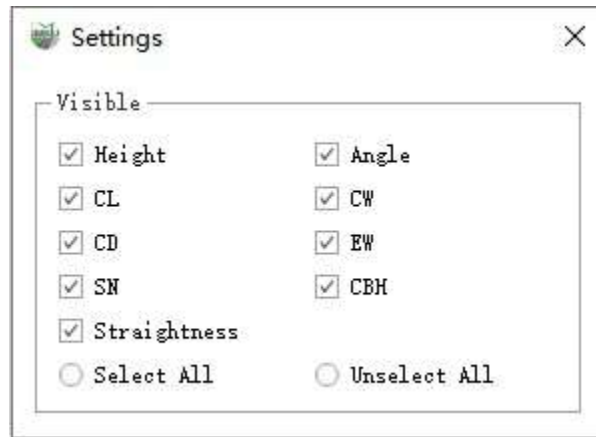 Settings
Visible
Height Angle
CL CW
CD EW
SN CBH
Straightness
Select All Unselect All